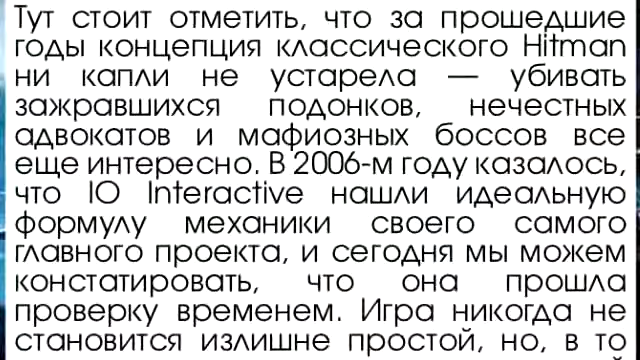 Тут стоит отметить, что за прошедшие
годы концепция классического Hitman
ни капли не устарела — убивать
зажравшихся подонков, нечестных
адвокатов и мафиозных боссов все
еще интересно. В 2006-м году казалось,
что IO Interactive нашли идеальную
формулу механики своего самого
главного проекта, и сегодня мы можем
констатировать, что она прошла
проверку временем. Игра никогда не
становится излишне простой, но, в то